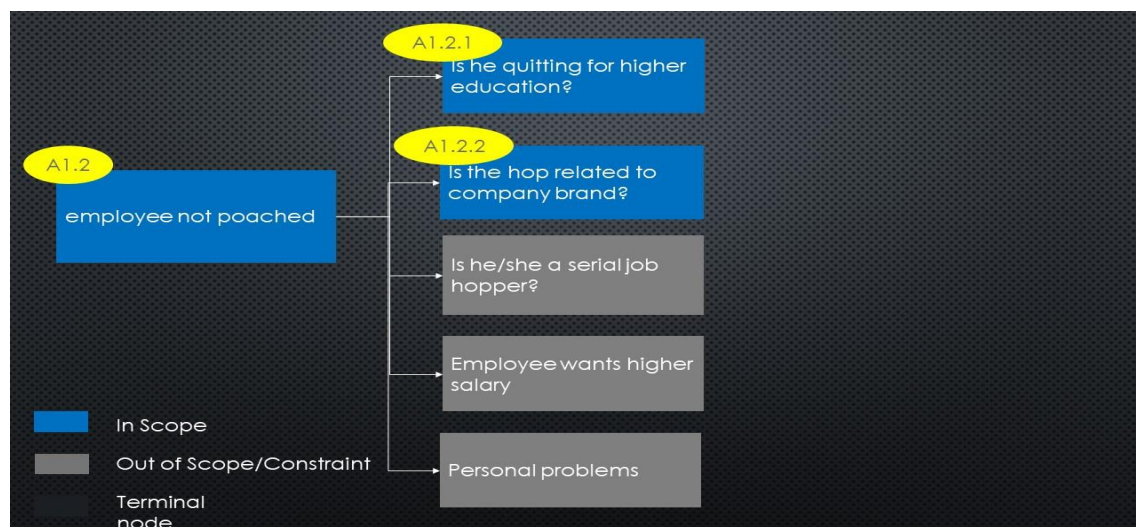 A1.2.1
Is he quitting for higher
education?
A1.2.2
Is the hop related to
company brand?
A1.2
employee not poached
Is he/she a serial job
hopper?
Employee wants higher
salary
Personal problems
In Scope
Out of Scope/Constraint
Terminal
node